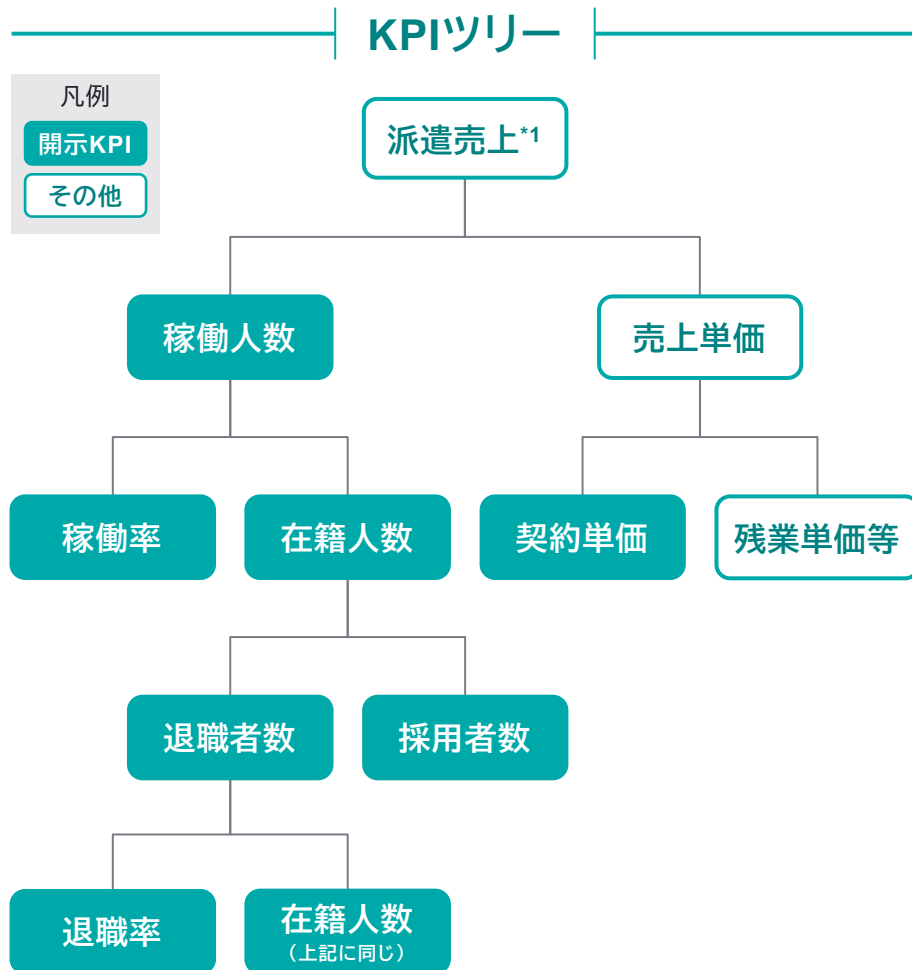 KPIツリー
凡例
開示KPI
その他
派遣売上*1
稼働人数
売上単価
稼働率
在籍人数
契約単価
残業単価等
退職者数
採用者数
退職率
在籍人数
（上記に同じ）